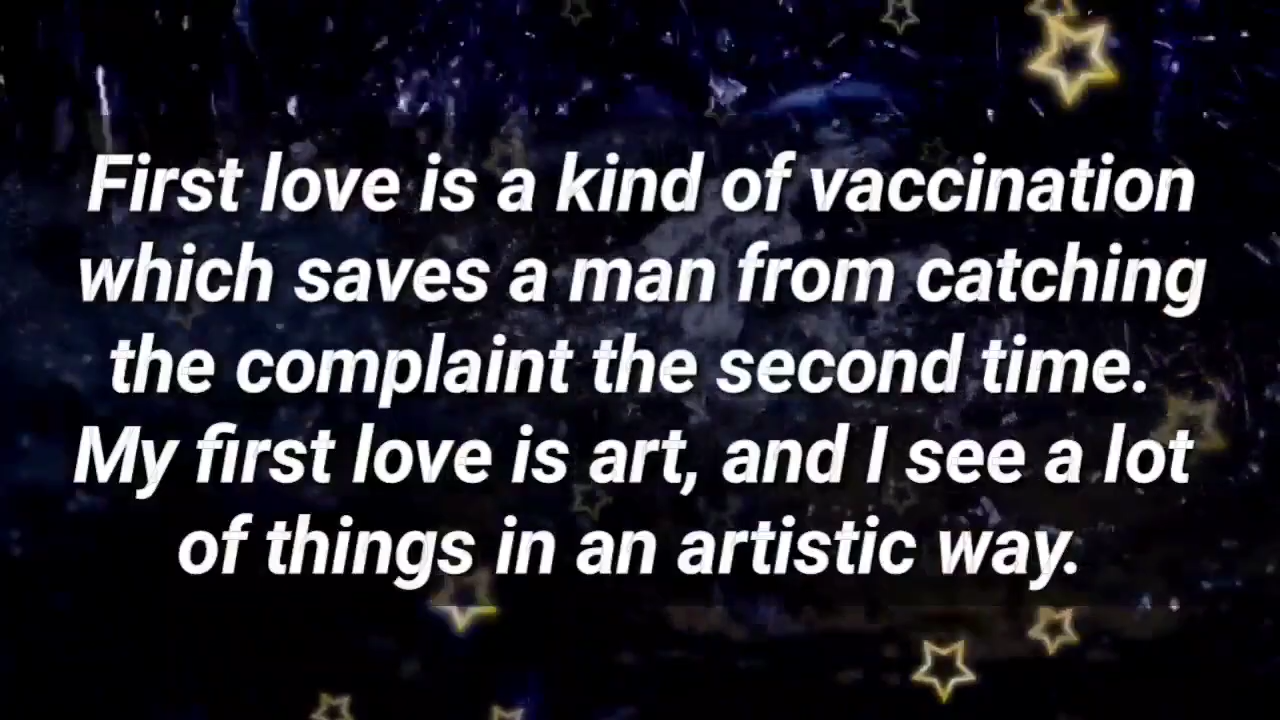 First love is a kind of vaccination
which saves a man from catching
the complaint the second time.
My first love is art, and I see a lot
of things in an artistic way.